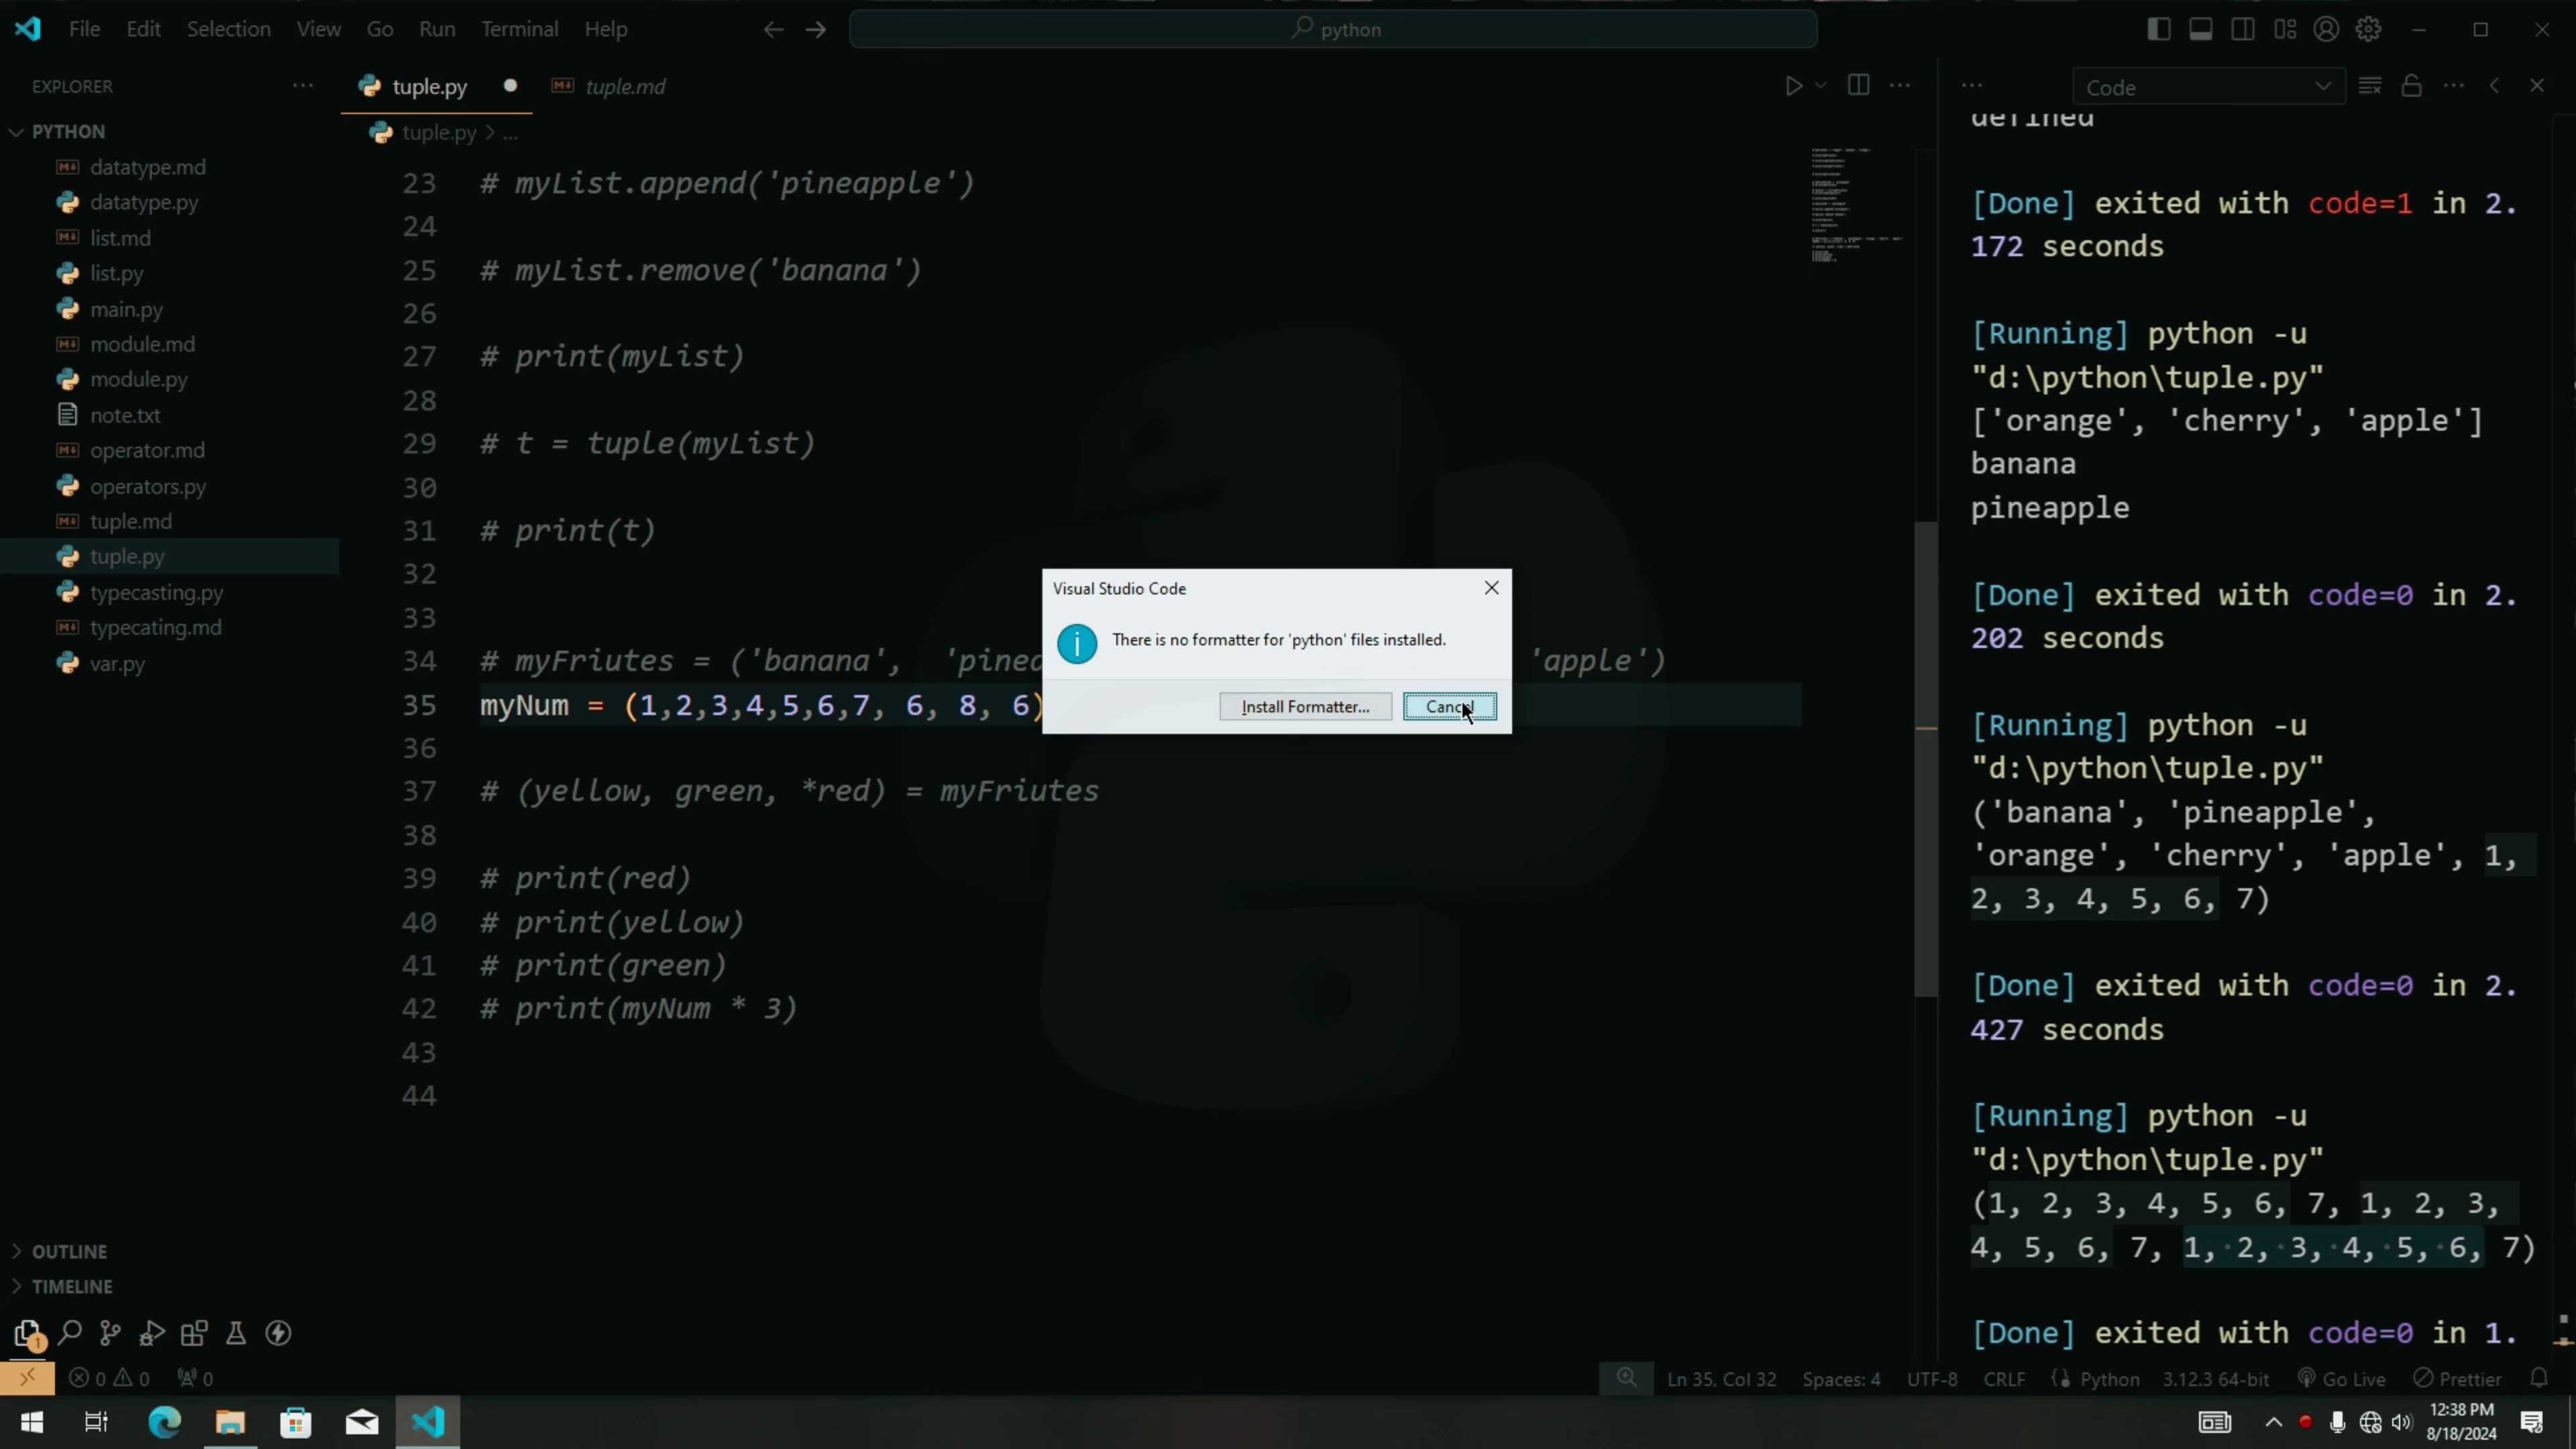 File Edit Selection View Go Run Terminal Help
python
EXPLORER
PYTHON
datatype.md
datatype.py
list.md
list.py
main.py
module.md
module.py
note.txt
operator.md
operators.py
tuple.md
tuple.py
typecasting.py
typecating.md
var.py
OUTLINE
TIMELINE
tuple.py
tuple.md
tuple.py > ...
23 # myList.append('pineapple')
24
25 # myList.remove('banana')
26
27 # print(myList)
28
29 # t = tuple(myList)
30
31 # print(t)
32
33
34 # myFriutes = ('banana', 'pinea 'apple')
35 myNum = (1,2,3,4,5,6,7, 6, 8, 6)
36
37 # (yellow, green, *red) = myFriutes
38
39 # print(red)
40 # print(yellow)
41 # print(green)
42 # print(myNum * 3)
43
44
Visual Studio Code
There is no formatter for 'python' files installed.
Install Formatter...
Cancel
Code
defined
[Done] exited with code=1 in 2.
172 seconds
[Running] python -u
"d:\python\tuple.py"
['orange', 'cherry', 'apple']
banana
pineapple
[Done] exited with code=0 in 2.
202 seconds
[Running] python -u
"d:\python\tuple.py"
('banana', 'pineapple',
'orange', 'cherry', 'apple', 1,
2, 3, 4, 5, 6, 7)
[Done] exited with code=0 in 2.
427 seconds
[Running] python -u
"d:\python\tuple.py"
(1, 2, 3, 4, 5, 6, 7, 1, 2, 3,
4, 5, 6, 7, 1, 2, 3, 4, 5, 6, 7)
[Done] exited with code=0 in 1.
1
0 0 0
Ln 35, Col 32 Spaces: 4 UTF-8 CRLF Python 3.12.3 64-bit Go Live Prettier
12:38 PM
8/18/2024